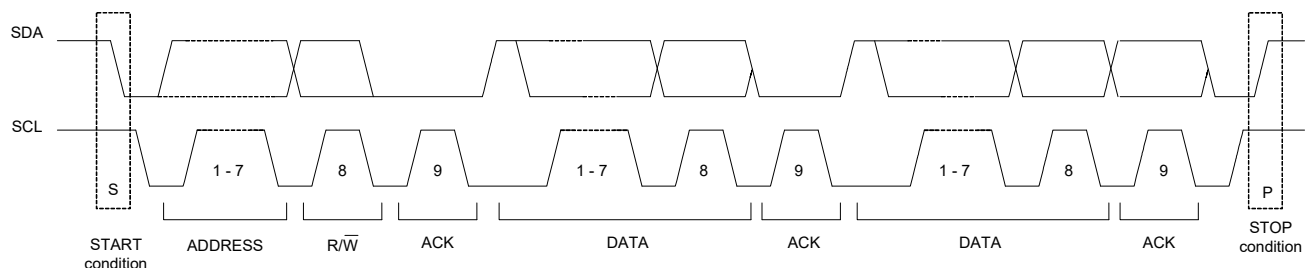 SDA
SCL
1 - 7
8
9
1 - 7
8
9
1 - 7
8
9
S
P
START
condition
ADDRESS
R/W̅
ACK
DATA
ACK
DATA
ACK
STOP
condition